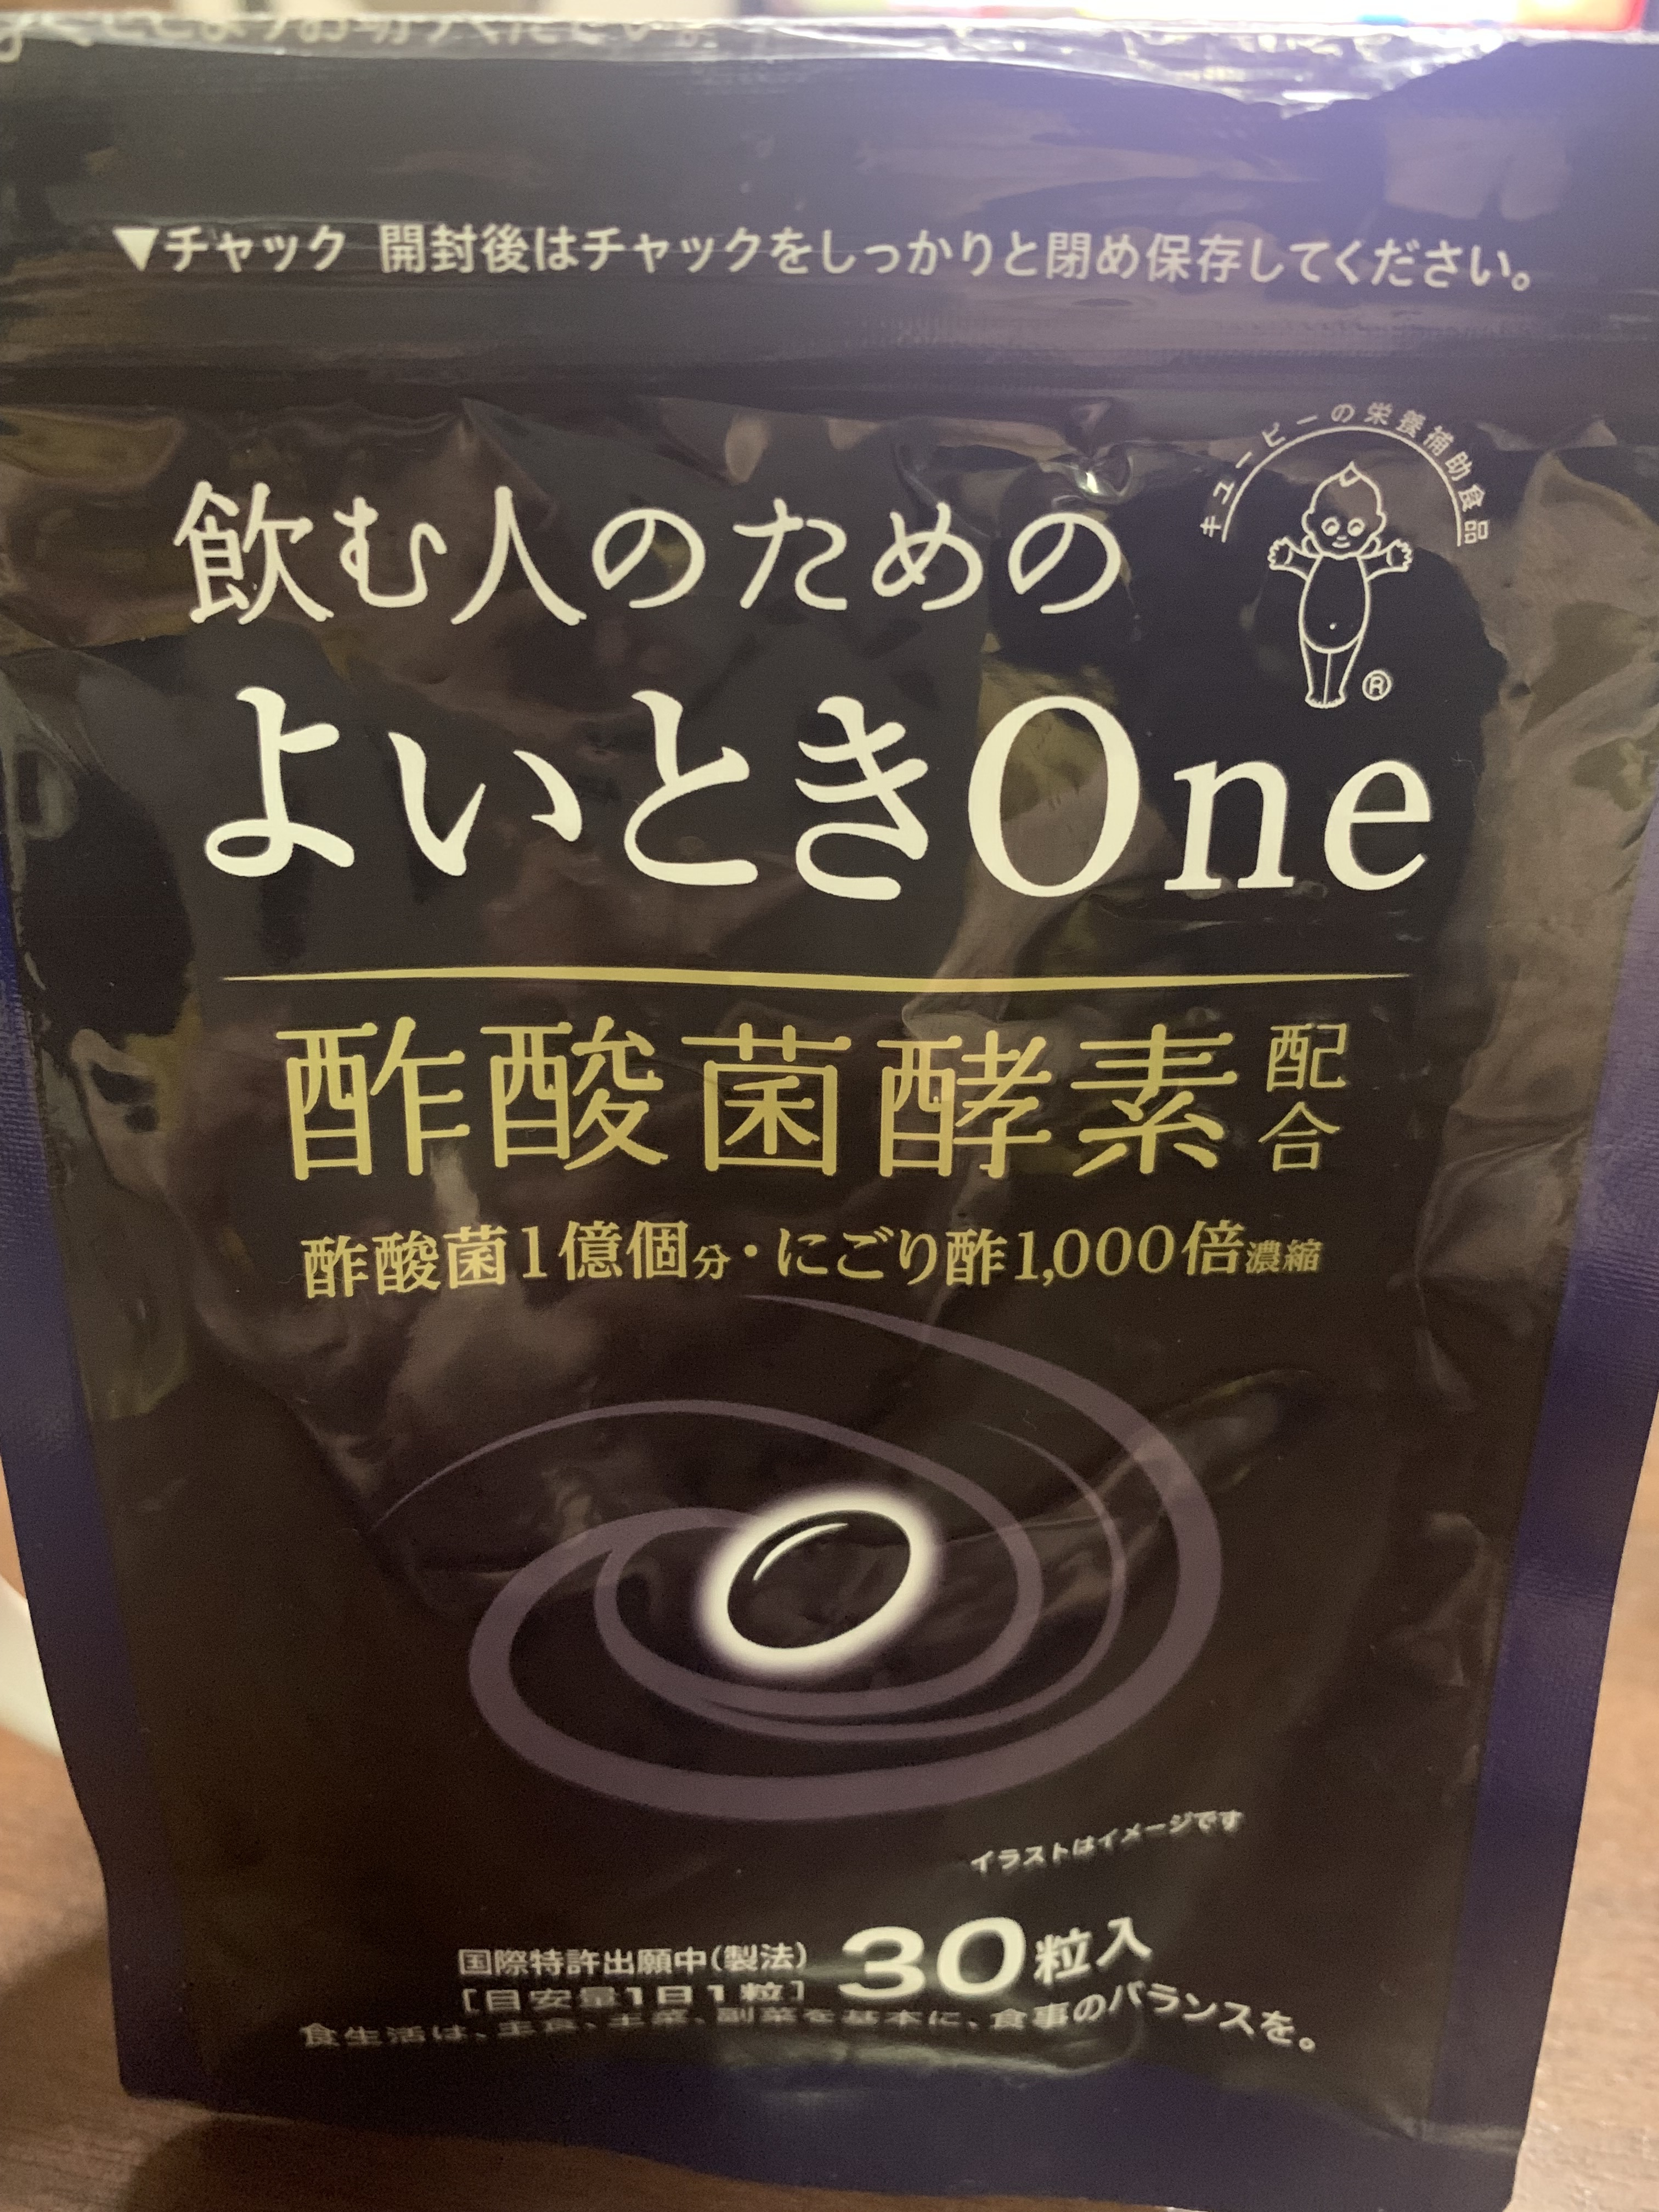 ▼チャック 開封後はチャックをしっかりと閉め保存してください。
キユーピーの栄養補助食品
飲む人のための
®
よいときOne
酢酸菌酵素配合
酢酸菌1億個分・にごり酢1,000倍濃縮
イラストはイメージです
国際特許出願中(製法)
[目安量1日1粒]
30粒入
食生活は、主食、主菜、副菜を基本に、食事のバランスを。